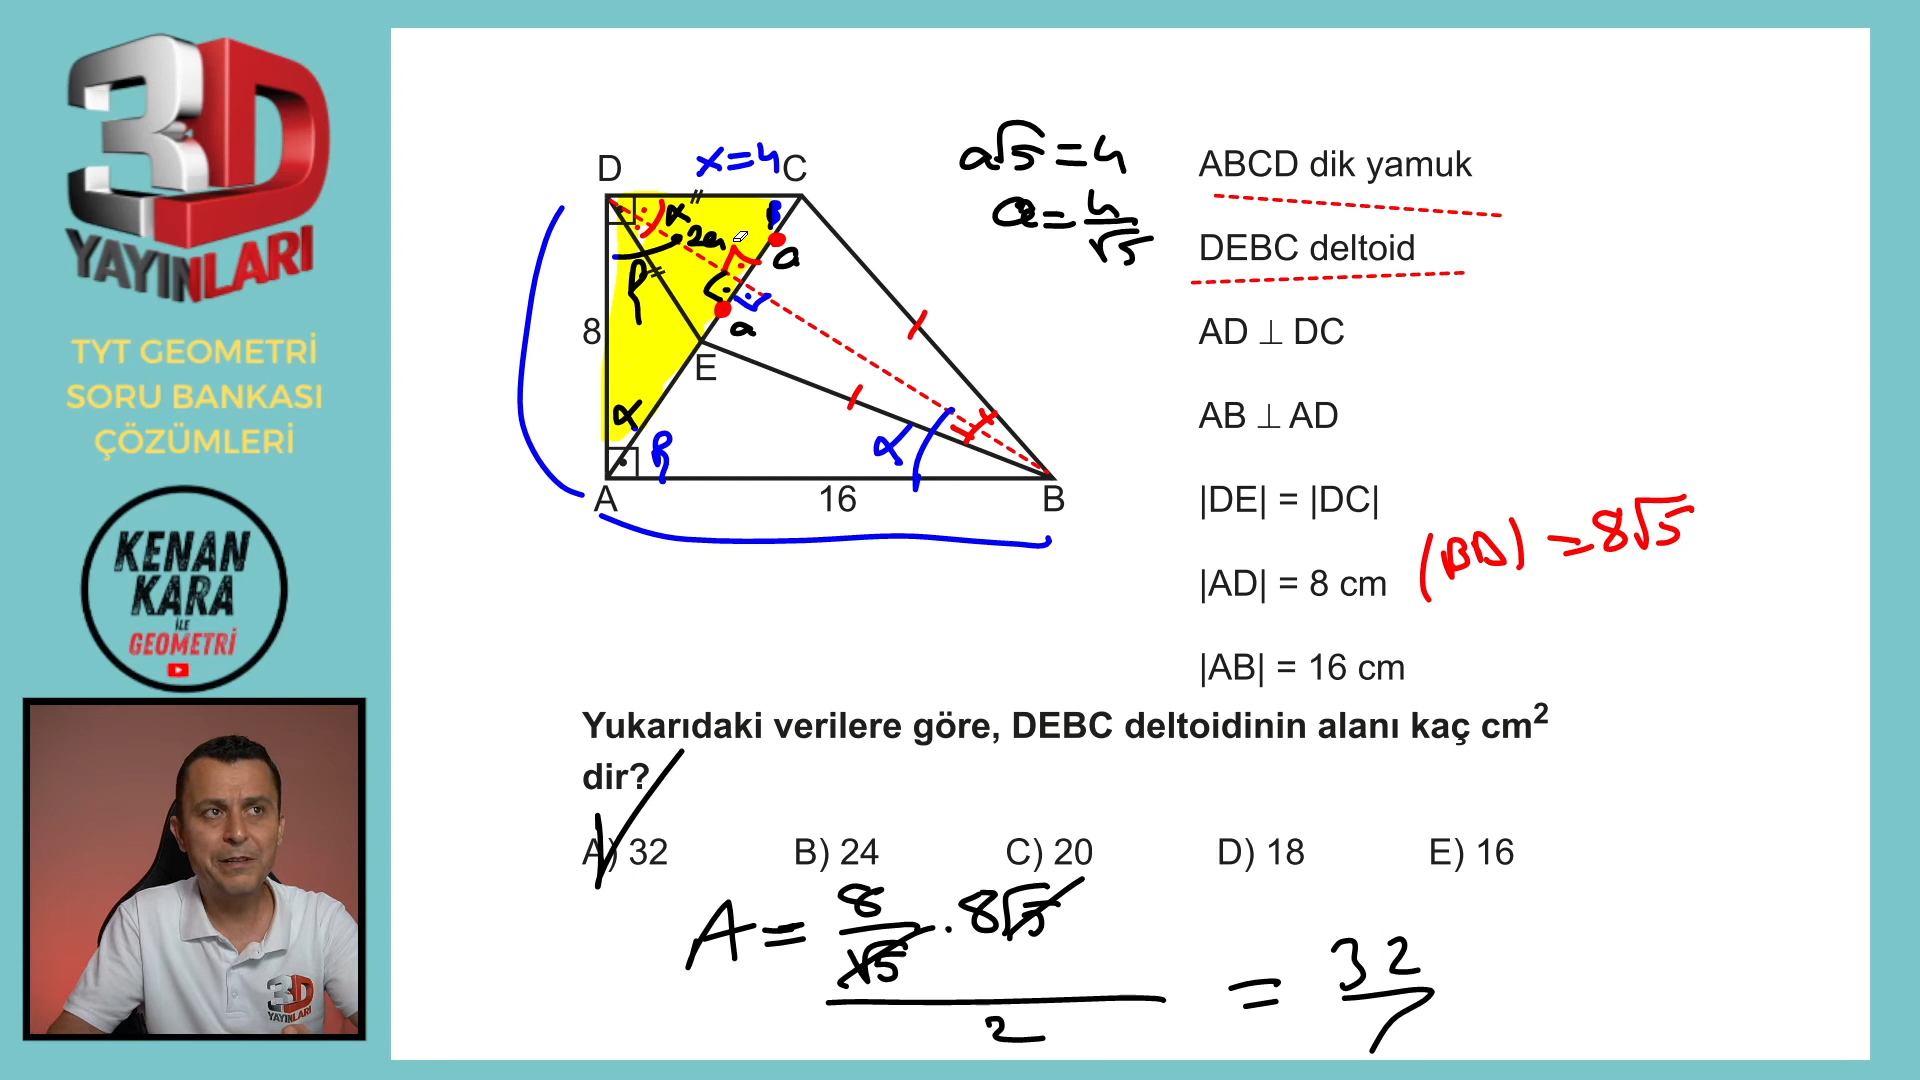 3D
YAYINLARI
TYT GEOMETRİ
SORU BANKASI
ÇÖZÜMLERİ
KENAN
KARA
İLE
GEOMETRİ
3D
YAYINLARI
D
x=4
C
α
β
2a
a
β
8
a
E
α
β
α
A
16
B
a√5=4
a=4/√5
ABCD dik yamuk
DEBC deltoid
AD ⊥ DC
AB ⊥ AD
|DE| = |DC|
|AD| = 8 cm
|BD| = 8√5
|AB| = 16 cm
Yukarıdaki verilere göre, DEBC deltoidinin alanı kaç cm²
dir?
A) 32 B) 24 C) 20 D) 18 E) 16
A = 8/√5 . 8√5
2
= 32